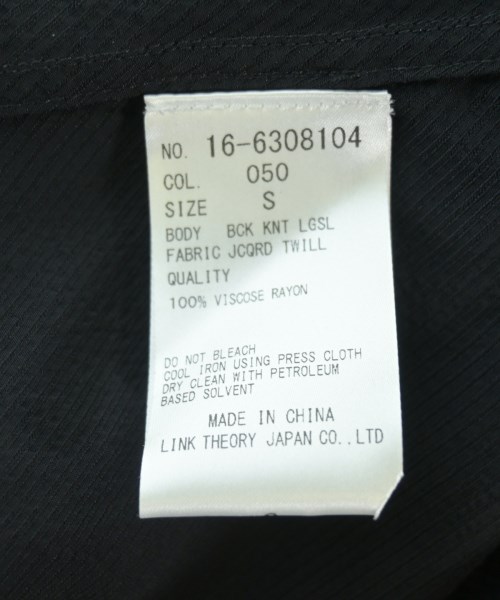 NO. 16-6308104
COL. 050
SIZE S
BODY BCK KNT LGSL
FABRIC JCQRD TWILL
QUALITY
100% VISCOSE RAYON
DO NOT BLEACH
COOL IRON USING PRESS CLOTH
DRY CLEAN WITH PETROLEUM
BASED SOLVENT
MADE IN CHINA
LINK THEORY JAPAN CO.,LTD